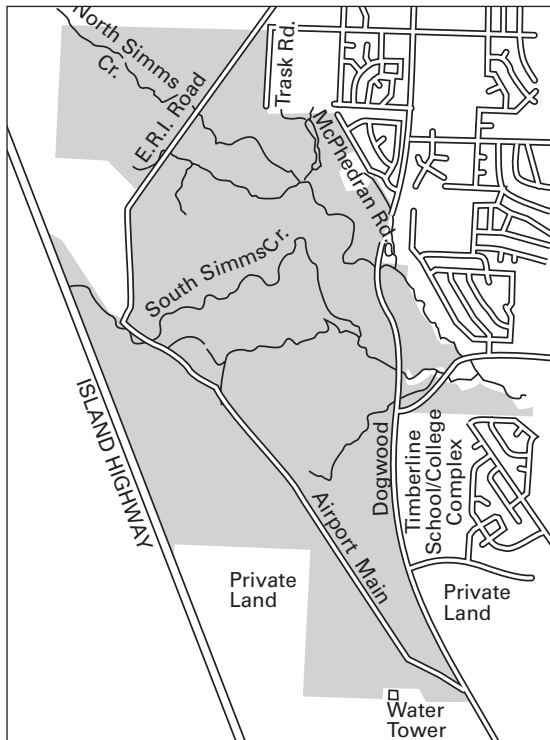 North Simms
Cr.
E.R.I. Road
Trask Rd.
McPhedran Rd.
South Simms Cr.
ISLAND HIGHWAY
Dogwood
Timberline
School/College
Complex
Airport Main
Private
Land
Private
Land
Water
Tower